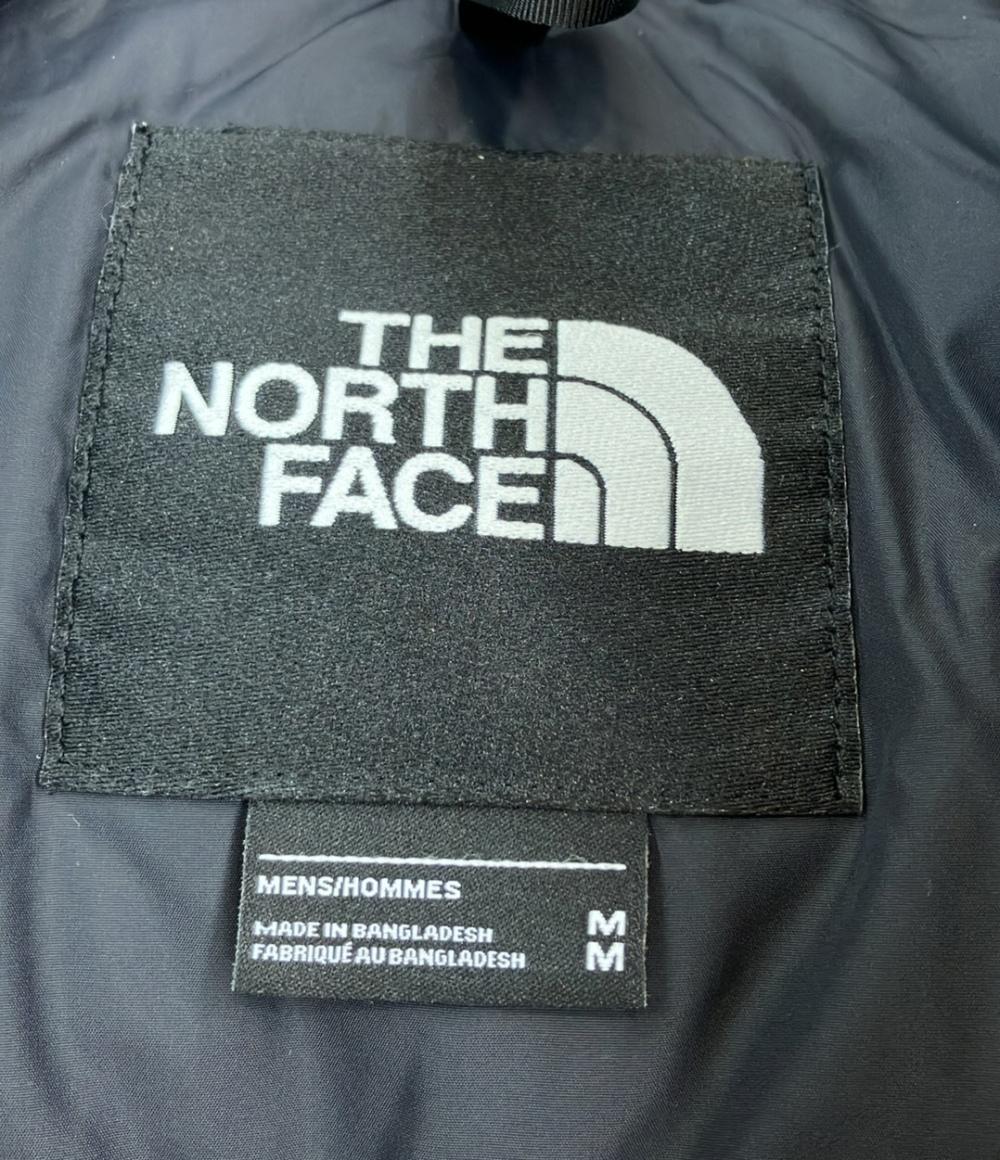 THE
NORTH
FACE
MENS/HOMMES
MADE IN BANGLADESH M
FABRIQUÉ AU BANGLADESH M